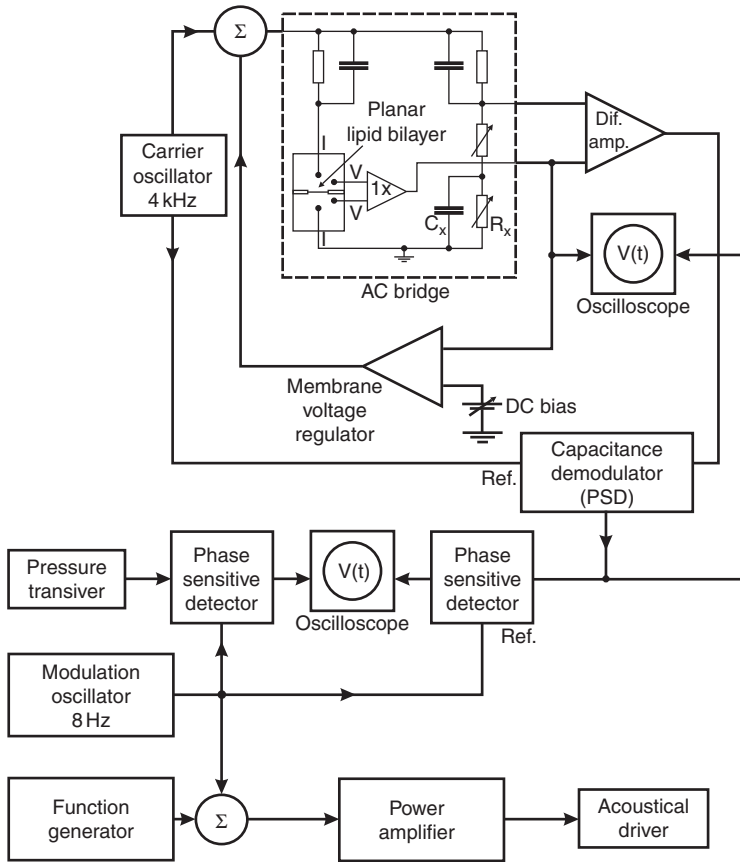 Σ
Planar
lipid bilayer
I
V
1x
V
I
C_x
R_x
AC bridge
Dif.
amp.
Carrier
oscillator
4 kHz
V(t)
Oscilloscope
Membrane
voltage
regulator
DC bias
Ref.
Capacitance
demodulator
(PSD)
Pressure
transiver
Phase
sensitive
detector
V(t)
Oscilloscope
Phase
sensitive
detector
Ref.
Modulation
oscillator
8 Hz
Function
generator
Σ
Power
amplifier
Acoustical
driver